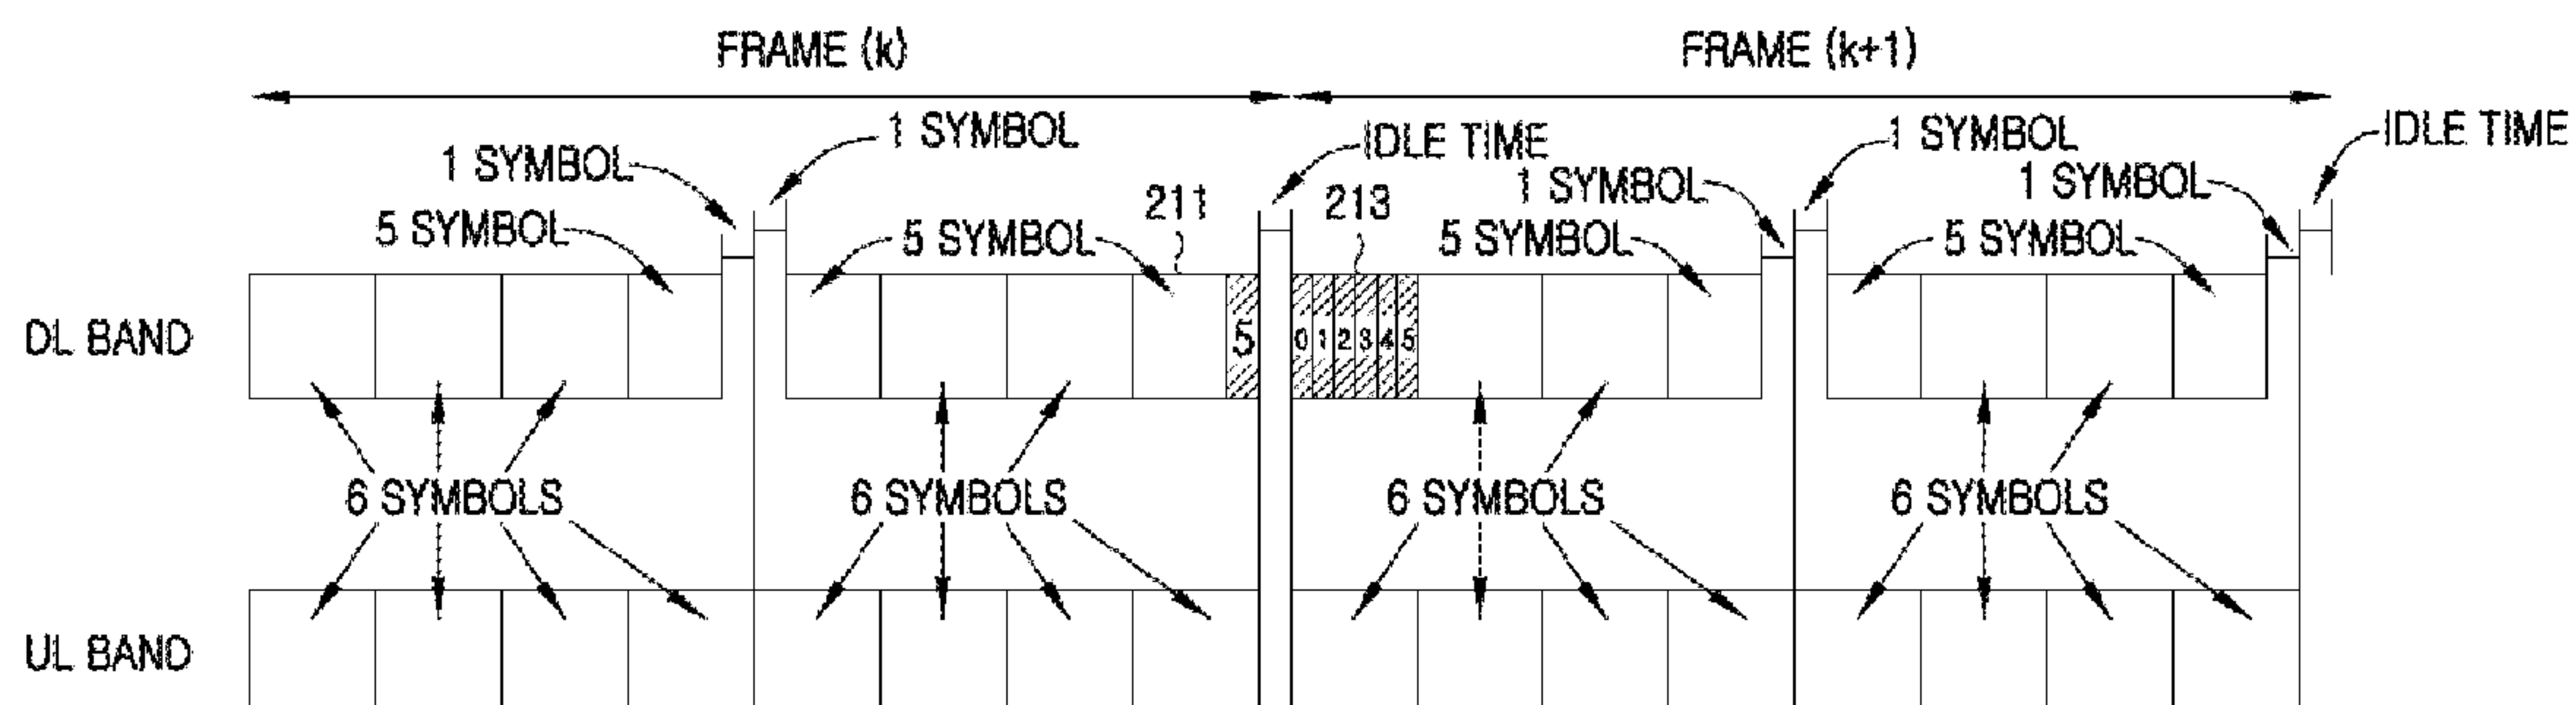 FRAME (k)
FRAME (k+1)
1 SYMBOL
1 SYMBOL
IDLE TIME
1 SYMBOL
1 SYMBOL
1 SYMBOL
IDLE TIME
5 SYMBOL
5 SYMBOL
211
213
5 SYMBOL
5 SYMBOL
DL BAND
5
0 1 2 3 4 5
6 SYMBOLS
6 SYMBOLS
6 SYMBOLS
6 SYMBOLS
UL BAND